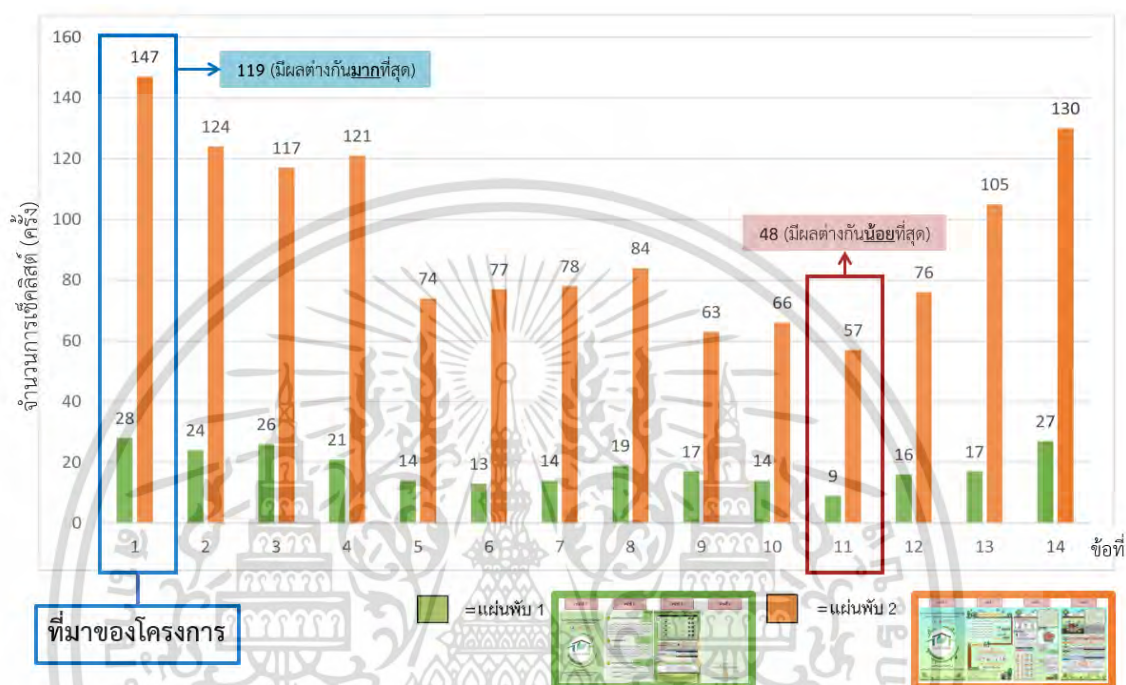 160
140
120
100
80
60
40
20
0
จำนวนการเช็คลิสต์ (ครั้ง)
119 (มีผลต่างกันมากที่สุด)
48 (มีผลต่างกันน้อยที่สุด)
147 124 117 121 74 77 78 84 63 66 57 76 105 130
28 24 26 21 14 13 14 19 17 14 9 16 17 27
1 2 3 4 5 6 7 8 9 10 11 12 13 14 ข้อที่
ที่มาของโครงการ
=แผ่นพับ 1
=แผ่นพับ 2